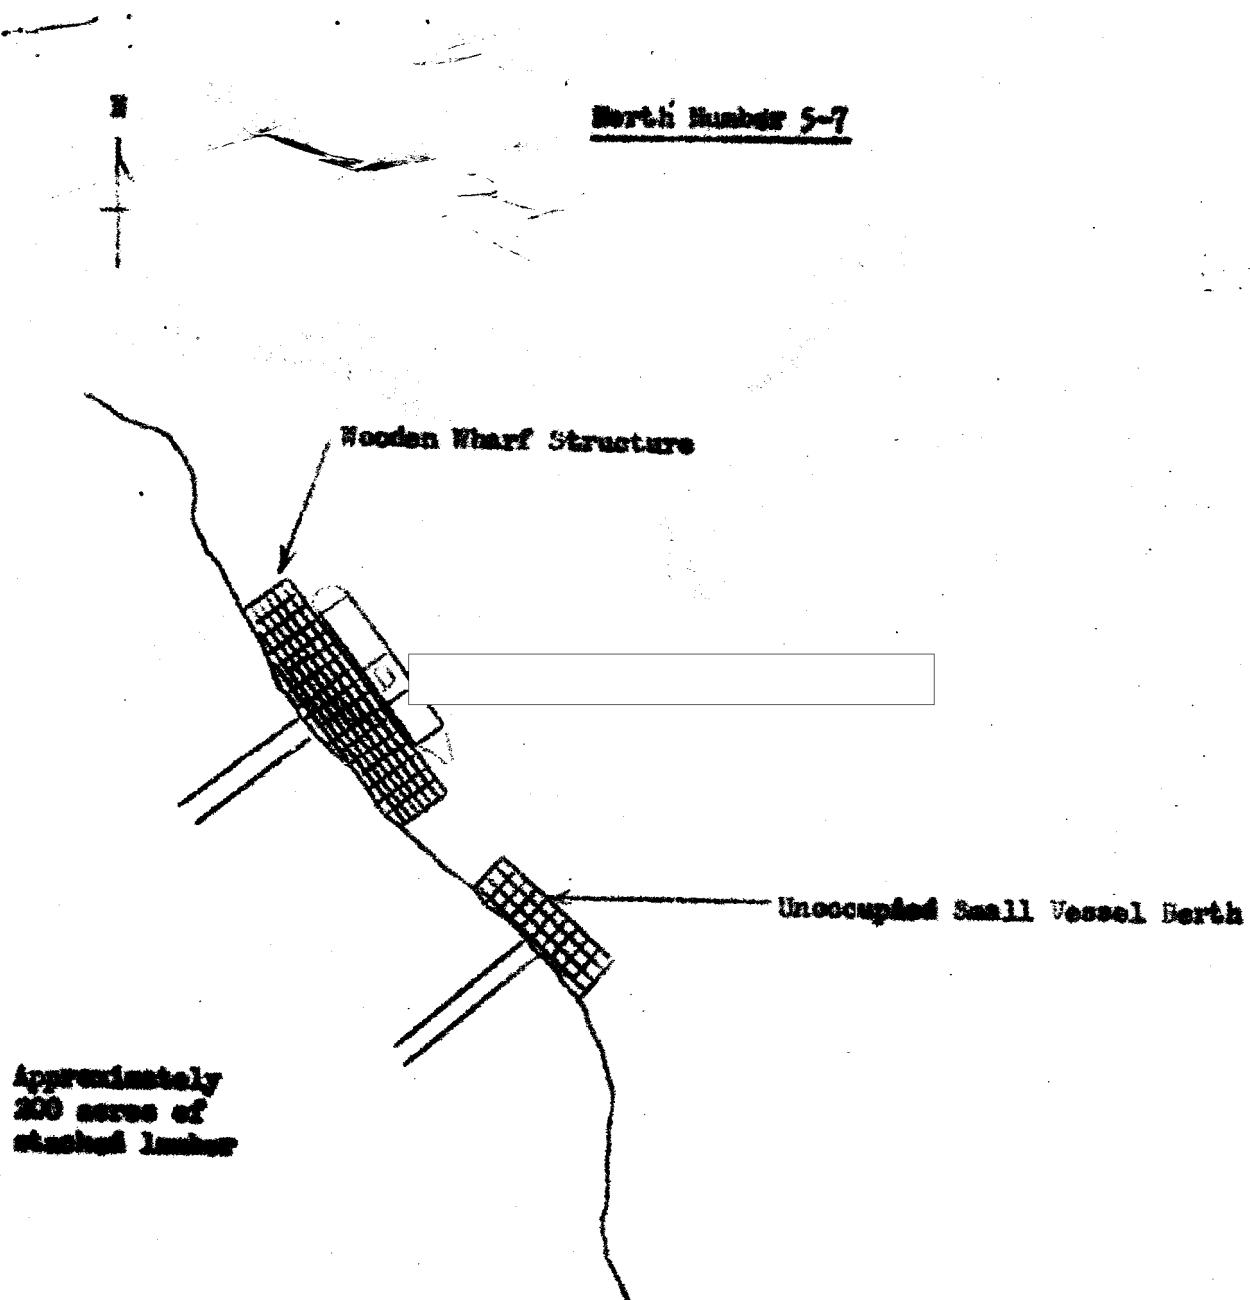 N
Berth Number 5-7
Wooden Wharf Structure
Unoccupied Small Vessel Berth
Approximately
200 acres of
stacked lumber